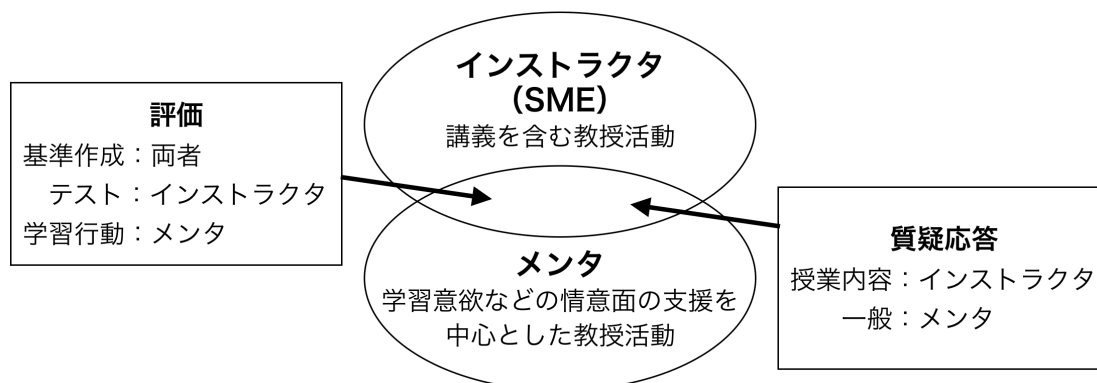 インストラクタ
（SME）
講義を含む教授活動
評価
基準作成：両者
テスト：インストラクタ
学習行動：メンタ
メンタ
学習意欲などの情意面の支援を
中心とした教授活動
質疑応答
授業内容：インストラクタ
一般：メンタ